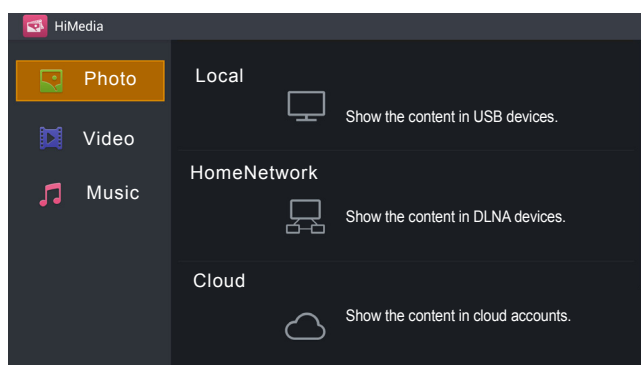 HiMedia
Photo
Video
Music
Local
Show the content in USB devices.
HomeNetwork
Show the content in DLNA devices.
Cloud
Show the content in cloud accounts.